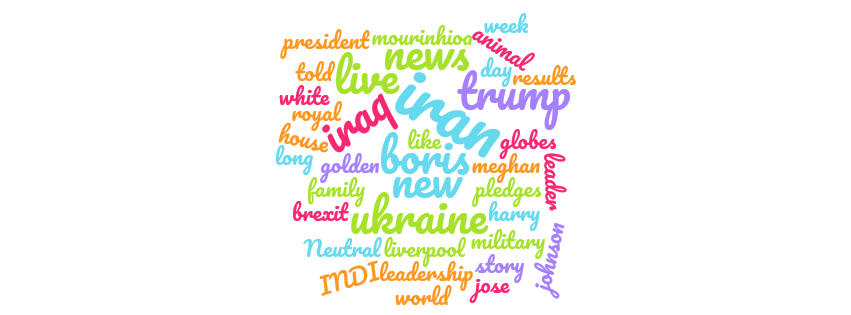 week
president
mourinhioa
animal
news
told
live
day
results
iran
trump
white
royal
iraq
house
like
globes
long
golden
boris
meghan
leader
family
new
pledges
brexit
ukraine
harry
Neutral
liverpool
military
johnson
INDI
leadership
story
world
jose